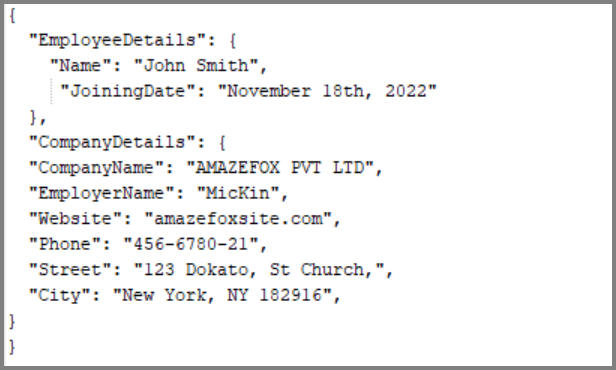 {
"EmployeeDetails": {
"Name": "John Smith",
"JoiningDate": "November 18th, 2022"
},
"CompanyDetails": {
"CompanyName": "AMAZEFOX PVT LTD",
"EmployerName": "MicKin",
"Website": "amazefoxsite.com",
"Phone": "456-6780-21",
"Street": "123 Dokato, St Church,",
"City": "New York, NY 182916",
}
}